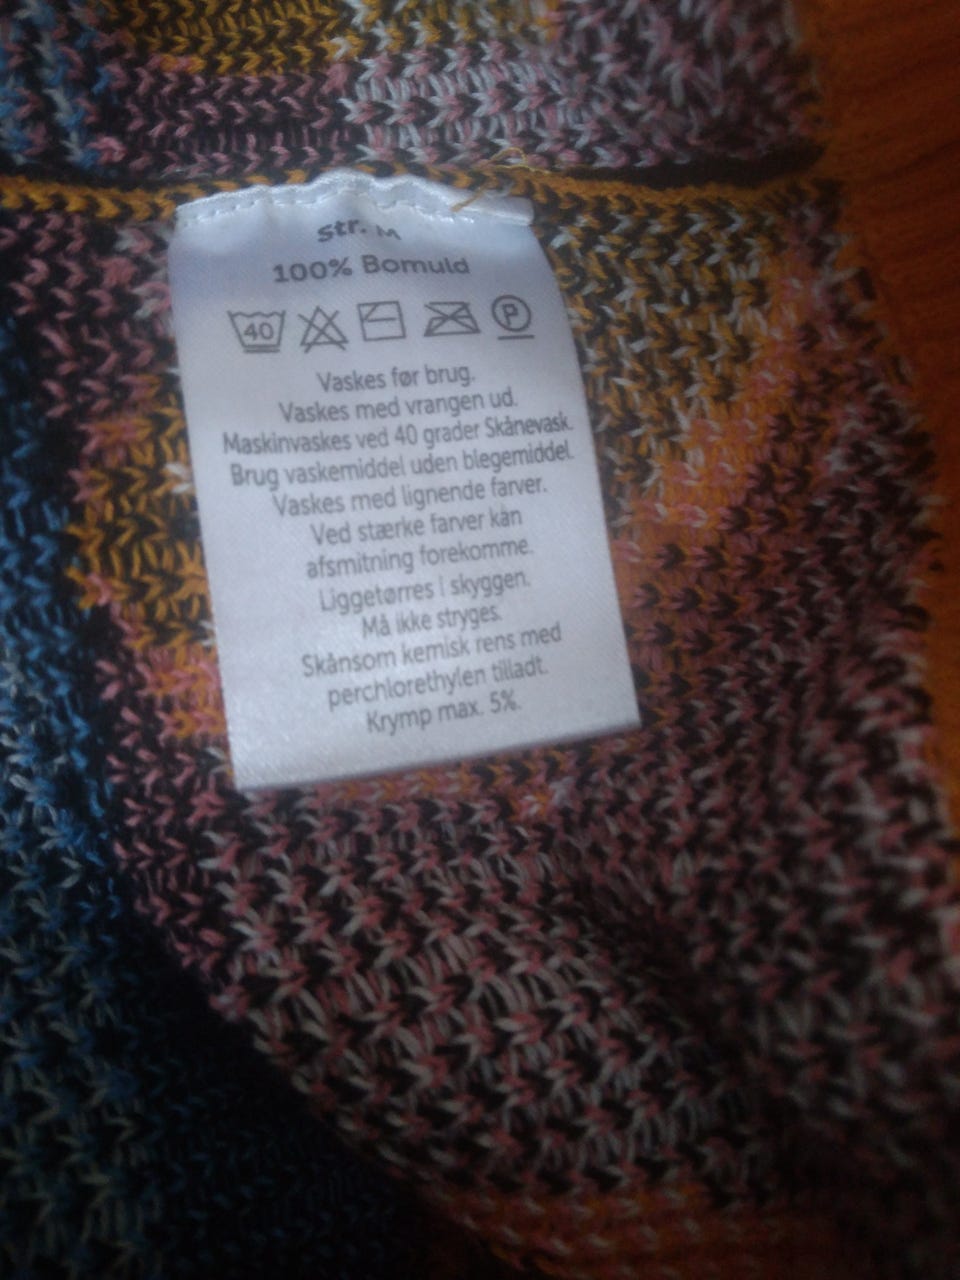 Str. M
100% Bomuld
40 P
Vaskes før brug.
Vaskes med vrangen ud.
Maskinvaskes ved 40 grader Skånevask.
Brug vaskemiddel uden blegemiddel.
Vaskes med lignende farver.
Ved stærke farver kan
afsmitning forekomme.
Liggetørres i skyggen.
Må ikke stryges.
Skånsom kemisk rens med
perchlorethylen tilladt.
Krymp max. 5%.